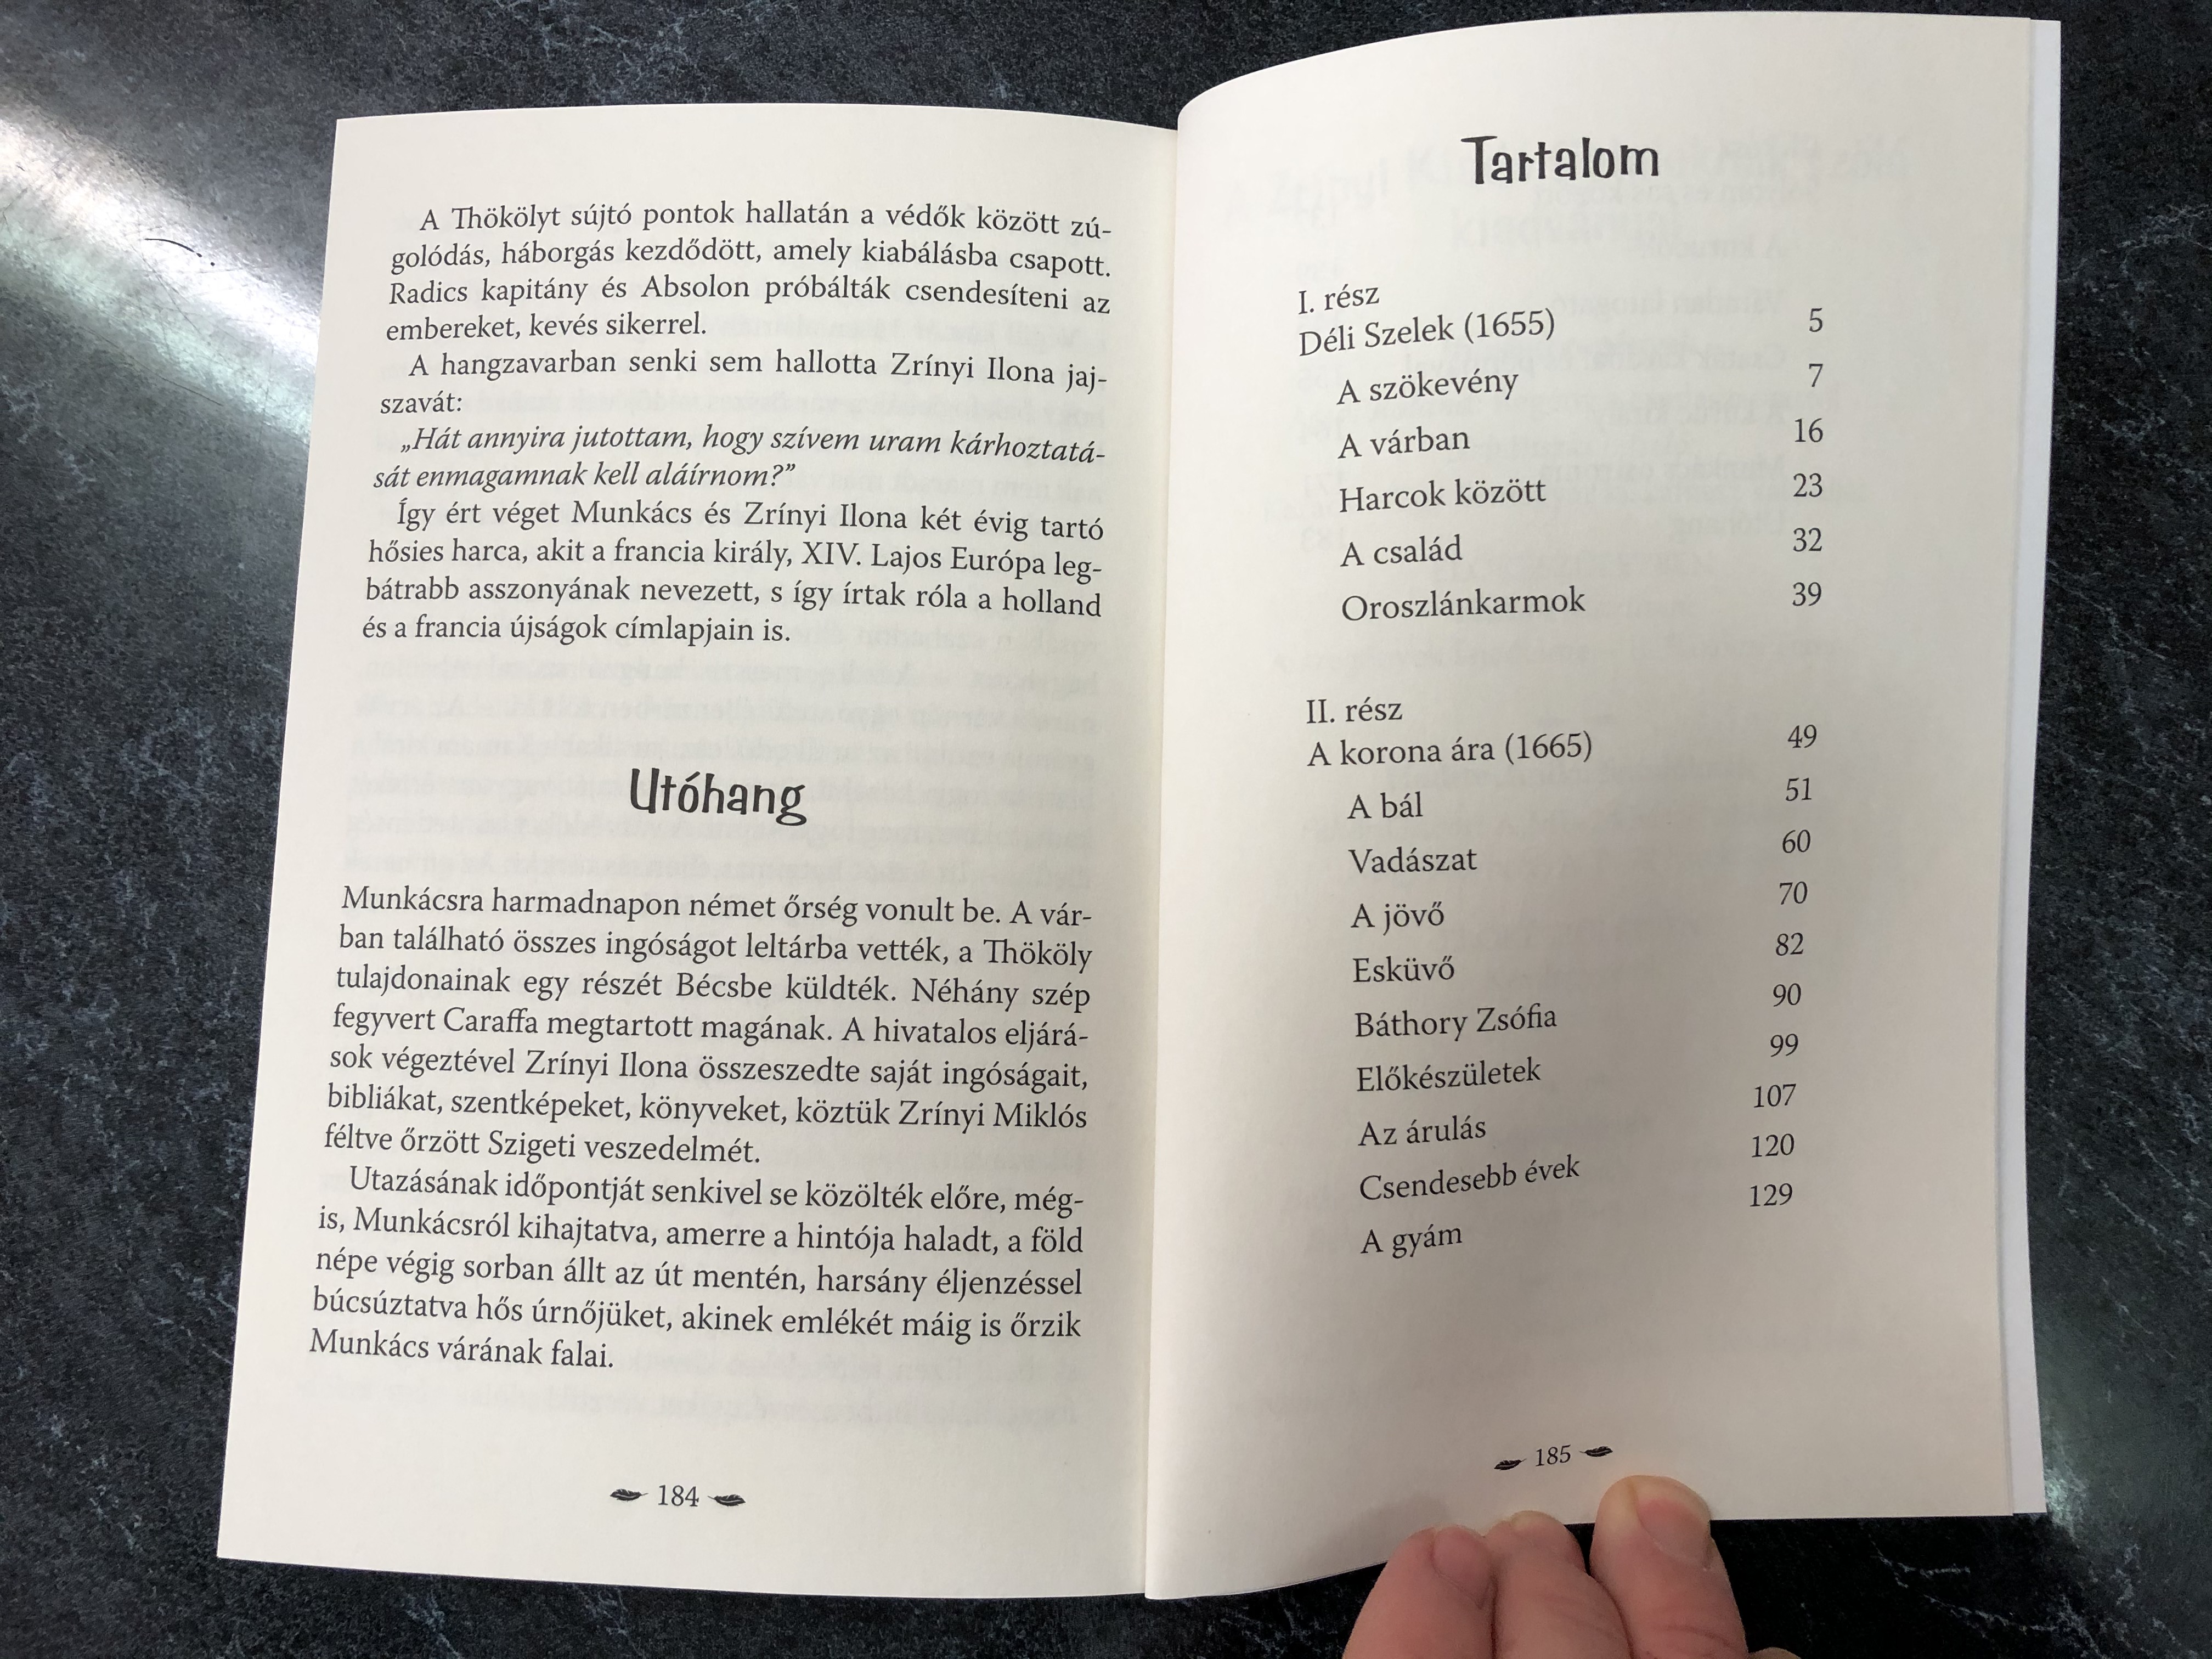 A Thökölyt sújtó pontok hallatán a védők között zú-
golódás, háborgás kezdődött, amely kiabálásba csapott.
Radics kapitány és Absolon próbálták csendesíteni az
embereket, kevés sikerrel.
A hangzavarban senki sem hallotta Zrínyi Ilona jaj-
szavát:
„Hát annyira jutottam, hogy szívem uram kárhoztatá-
sát enmagamnak kell aláírnom?”
Így ért véget Munkács és Zrínyi Ilona két évig tartó
hősies harca, akit a francia király, XIV. Lajos Európa leg-
bátrabb asszonyának nevezett, s így írtak róla a holland
és a francia újságok címlapjain is.
Utóhang
Munkácsra harmadnapon német őrség vonult be. A vár-
ban található összes ingóságot leltárba vették, a Thököly
tulajdonainak egy részét Bécsbe küldték. Néhány szép
fegyvert Caraffa megtartott magának. A hivatalos eljárá-
sok végeztével Zrínyi Ilona összeszedte saját ingóságait,
bibliákat, szentképeket, könyveket, köztük Zrínyi Miklós
féltve őrzött Szigeti veszedelmét.
Utazásának időpontját senkivel se közölték előre, még-
is, Munkácsról kihajtatva, amerre a hintója haladt, a föld
népe végig sorban állt az út mentén, harsány éljenzéssel
búcsúztatva hős úrnőjüket, akinek emlékét máig is őrzik
Munkács várának falai.
184
Tartalom
I. rész
Déli Szelek (1655) 5
A szökevény 7
A várban 16
Harcok között 23
A család 32
Oroszlánkarmok 39
II. rész
A korona ára (1665) 49
A bál 51
Vadászat 60
A jövő 70
Esküvő 82
Báthory Zsófia 90
Előkészületek 99
Az árulás 107
Csendesebb évek 120
A gyám 129
185